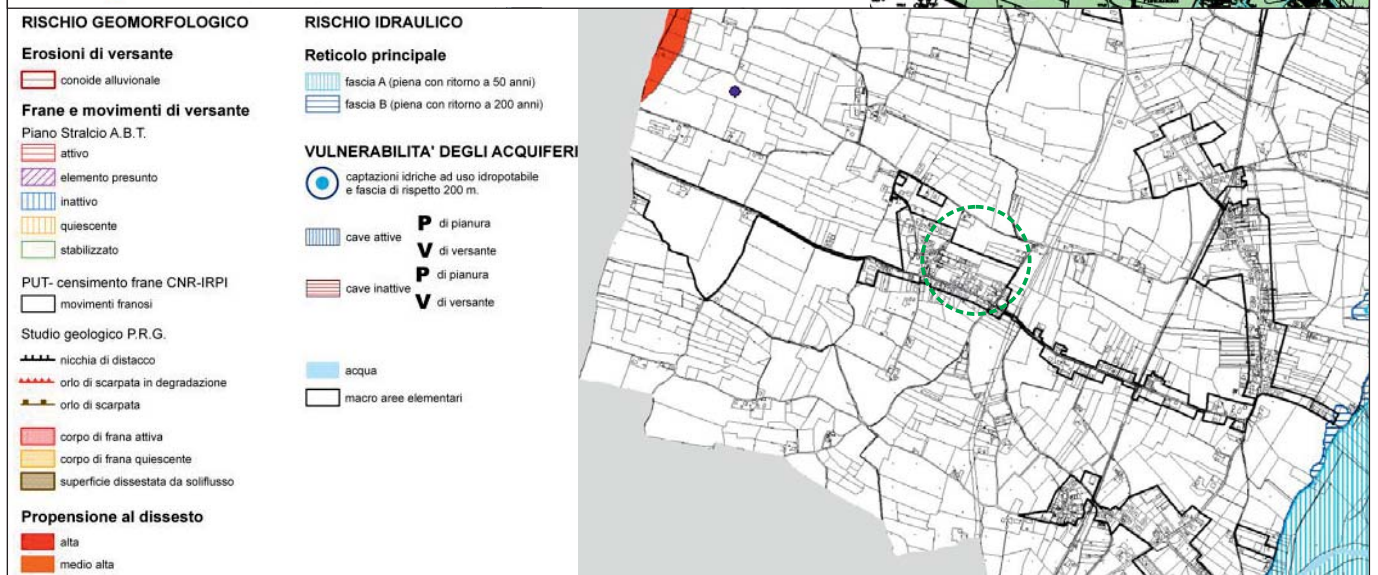 RISCHIO GEOMORFOLOGICO
Erosioni di versante
conoide alluvionale
Frane e movimenti di versante
Piano Stralcio A.B.T.
attivo
elemento presunto
inattivo
quiescente
stabilizzato
PUT- censimento frane CNR-IRPI
movimenti franosi
Studio geologico P.R.G.
nicchia di distacco
orlo di scarpata in degradazione
orlo di scarpata
corpo di frana attiva
corpo di frana quiescente
superficie dissestata da soliflusso
Propensione al dissesto
alta
medio alta
RISCHIO IDRAULICO
Reticolo principale
fascia A (piena con ritorno a 50 anni)
fascia B (piena con ritorno a 200 anni)
VULNERABILITA' DEGLI ACQUIFERI
captazioni idriche ad uso idropotabile
e fascia di rispetto 200 m.
cave attive
P di pianura
V di versante
cave inattive
P di pianura
V di versante
acqua
macro aree elementari